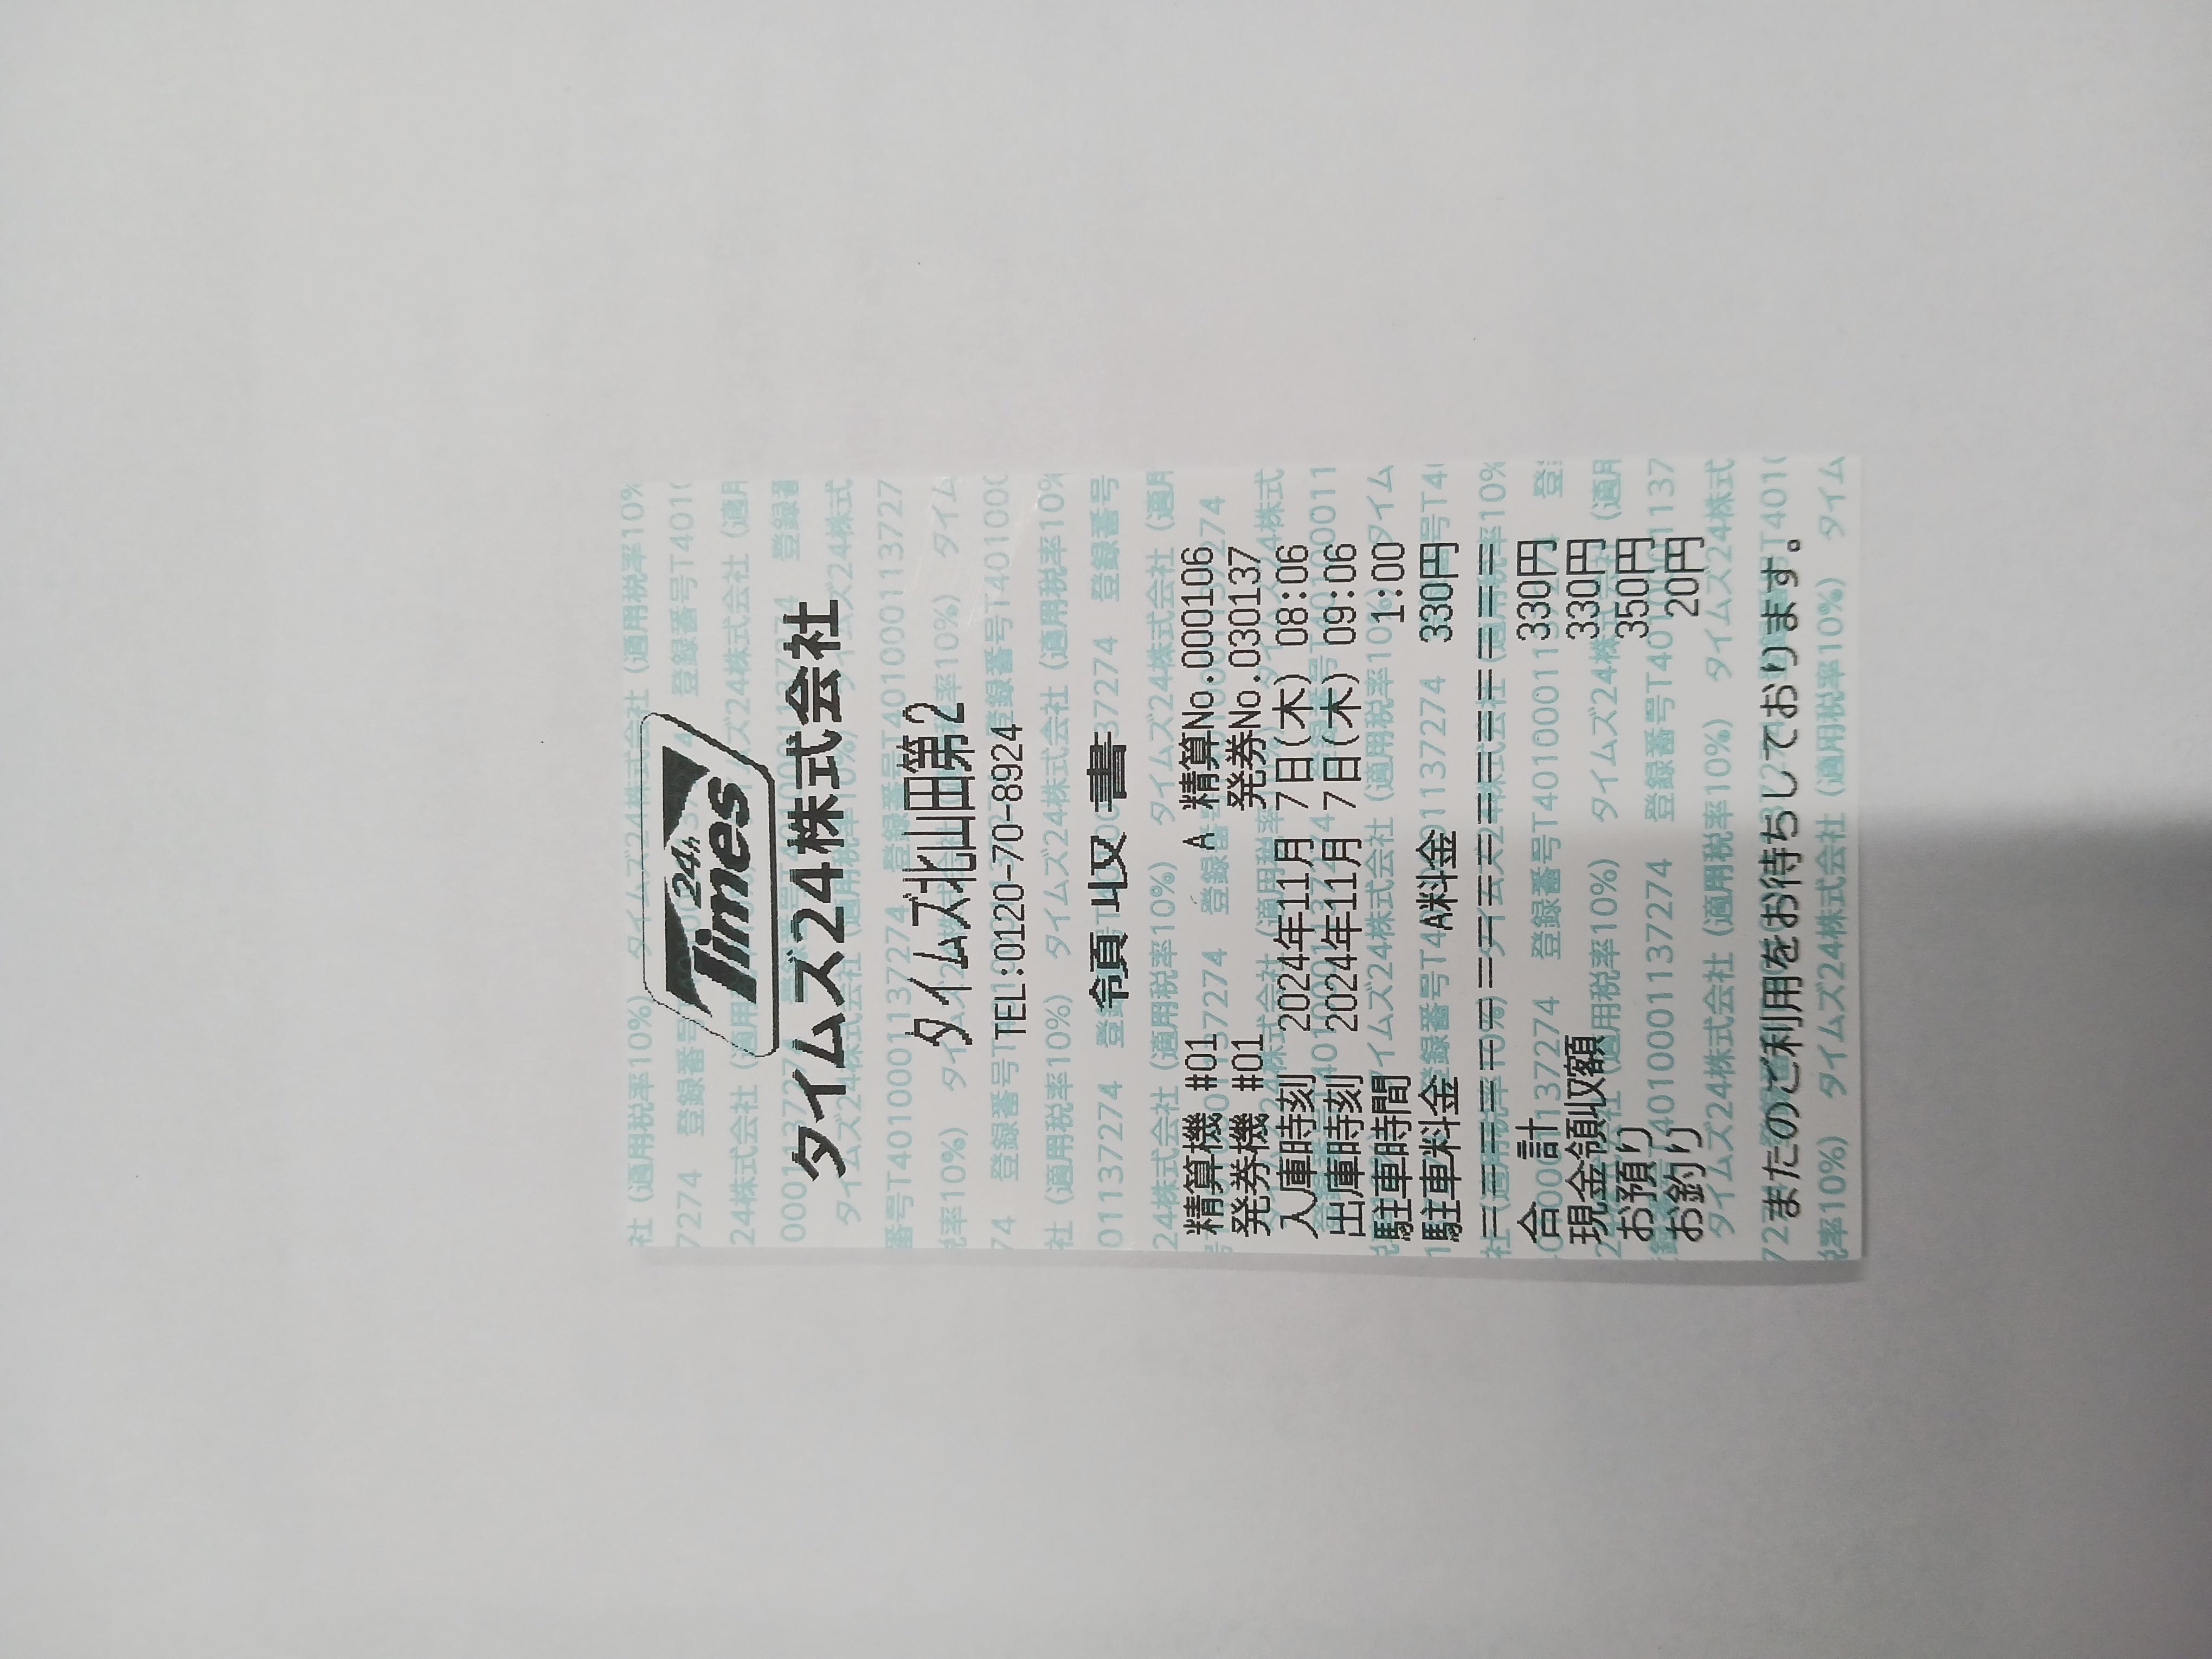 24h
Times
タイムズ24株式会社
タイムズ北山田第2
TEL:0120-70-8924
領収書
精算機 #01 A 精算No.000106
発券機 #01 発券No.030137
入庫時刻 2024年11月 7日(木) 08:06
出庫時刻 2024年11月 7日(木) 09:06
駐車時間 1:00
駐車料金 A料金 330円
合 計 330円
現金領収額 330円
お預り 350円
お釣り 20円
またのご利用をお待ちしております。
タイムズ24株式会社 (適用税率10%)
登録番号T4010001137274